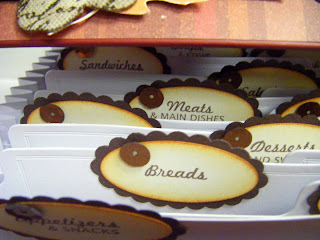 Sandwiches
Meats
& MAIN DISHES
Desserts
Breads
Appetizers
& SNACKS